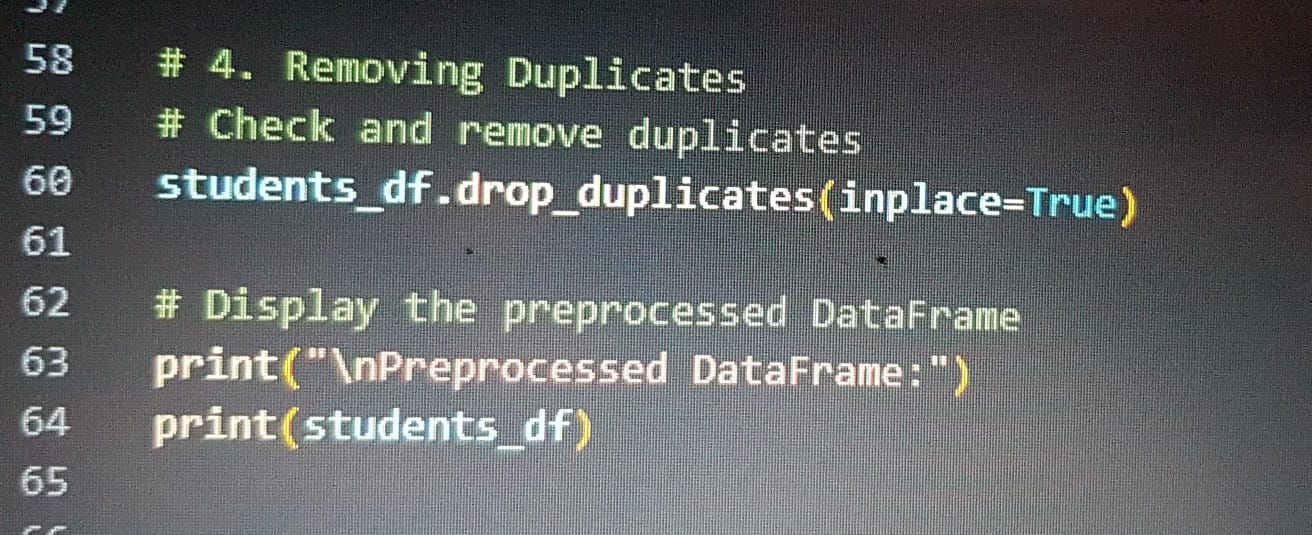 58 # 4. Removing Duplicates
59 # Check and remove duplicates
60 students_df.drop_duplicates(inplace=True)
61
62 # Display the preprocessed DataFrame
63 print("\nPreprocessed DataFrame:")
64 print(students_df)
65